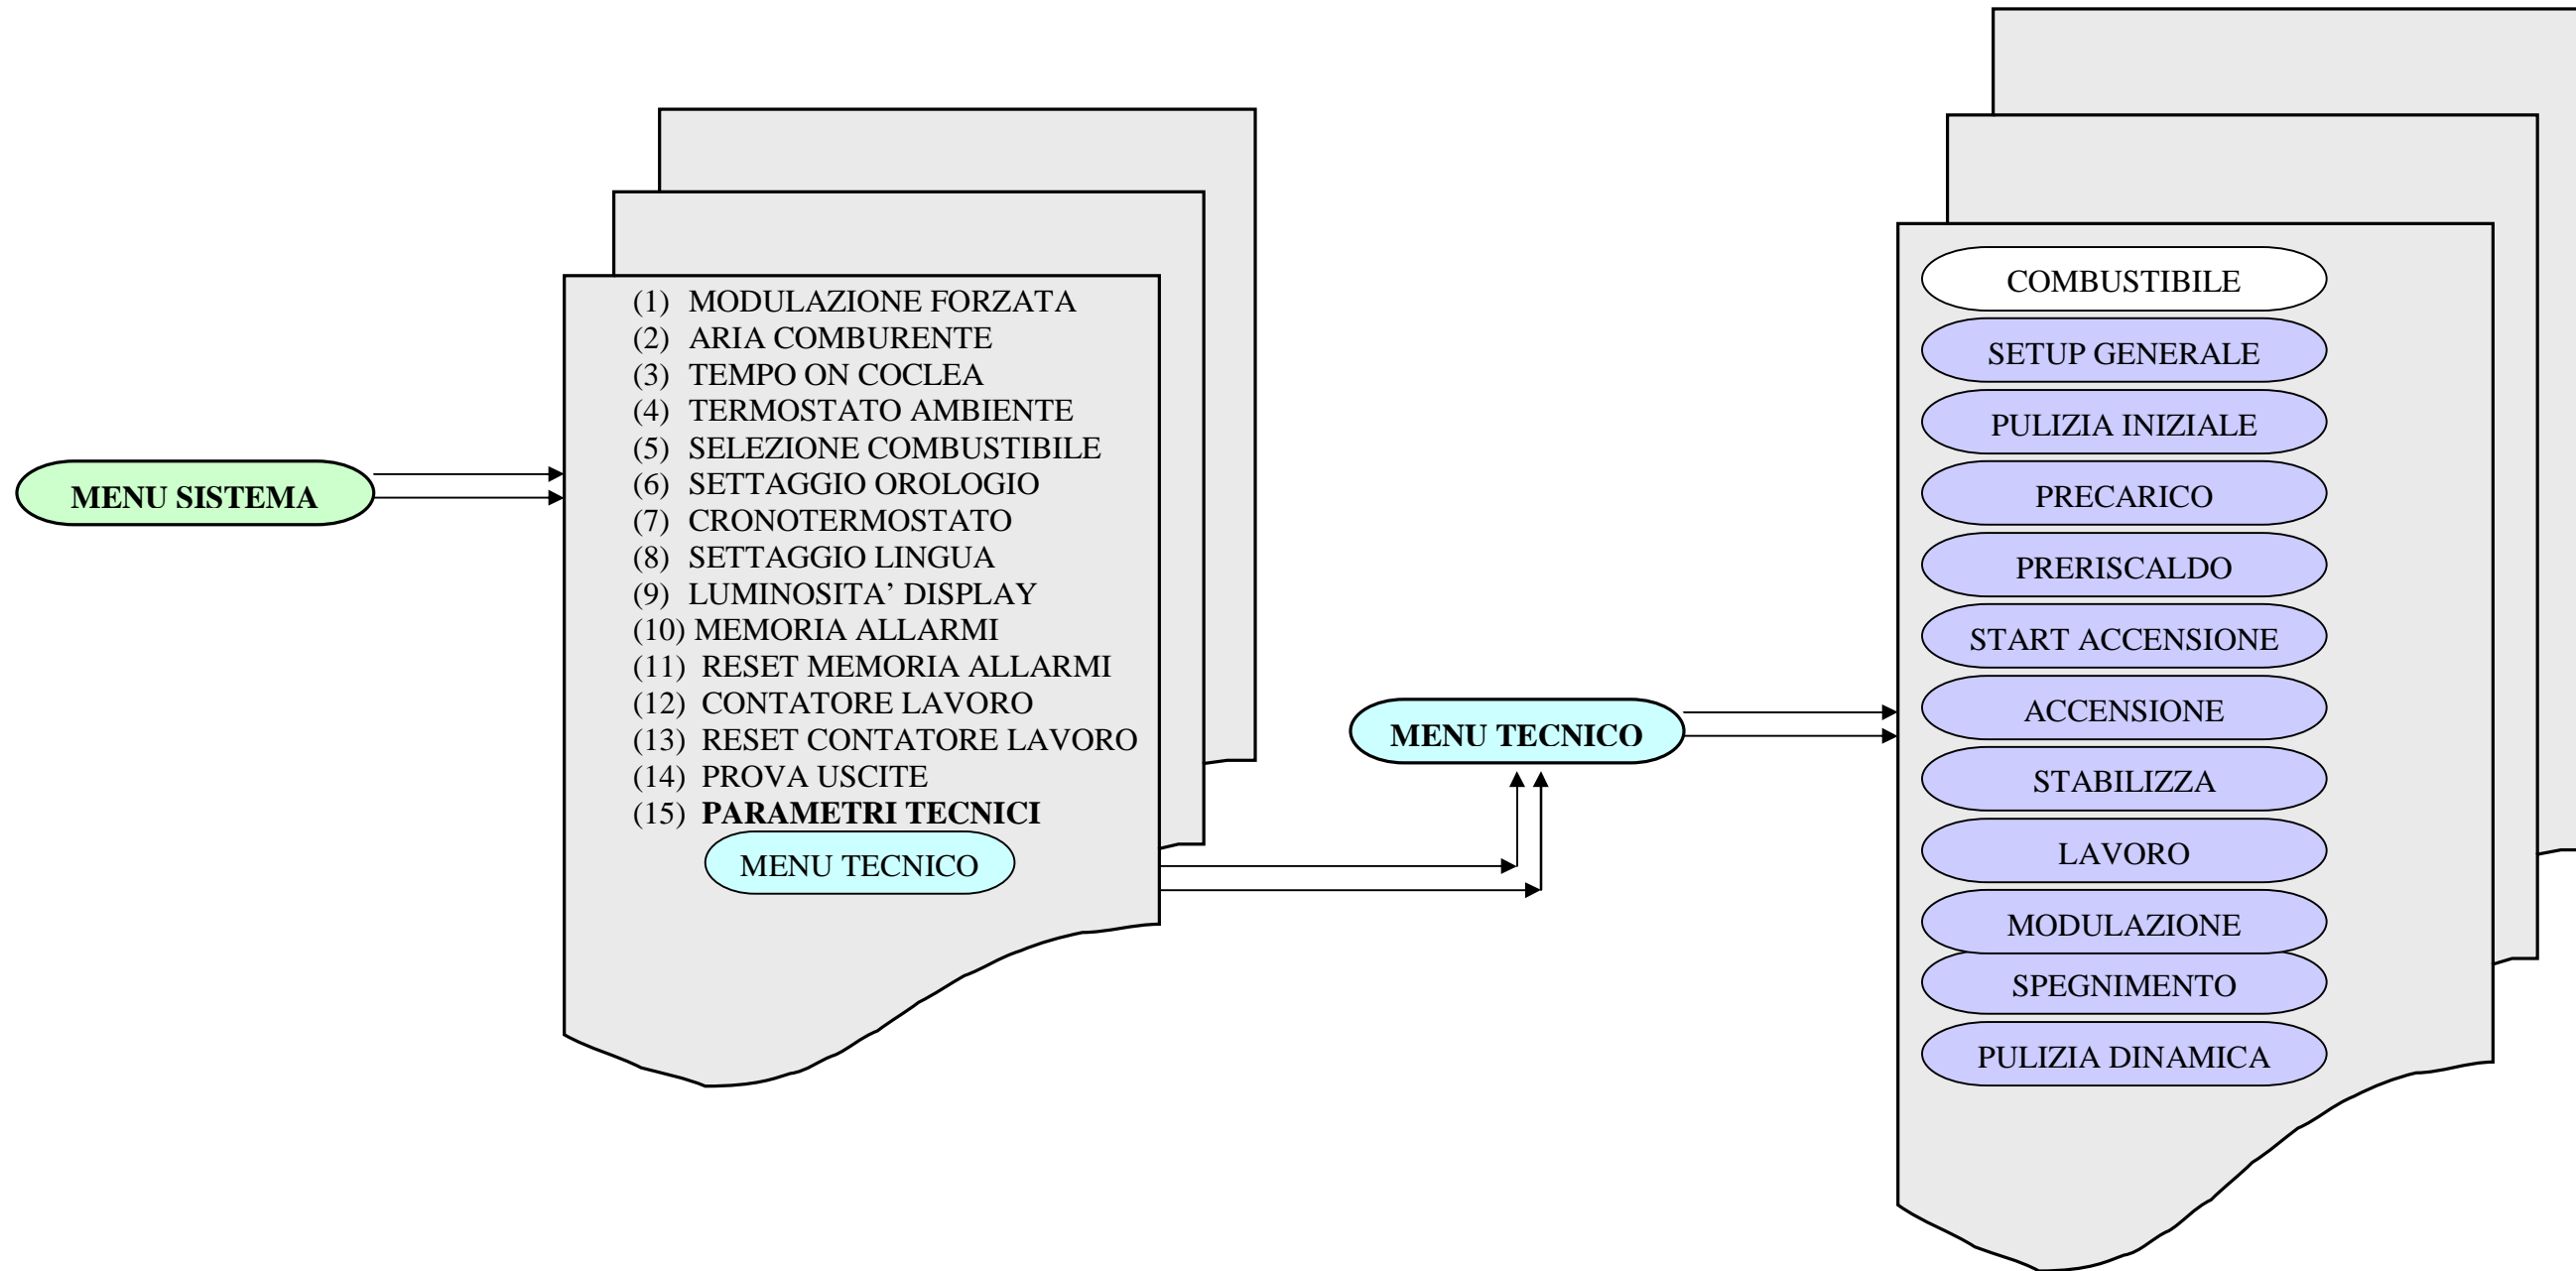 MENU SISTEMA
(1) MODULAZIONE FORZATA
(2) ARIA COMBURENTE
(3) TEMPO ON COCLEA
(4) TERMOSTATO AMBIENTE
(5) SELEZIONE COMBUSTIBILE
(6) SETTAGGIO OROLOGIO
(7) CRONOTERMOSTATO
(8) SETTAGGIO LINGUA
(9) LUMINOSITA’ DISPLAY
(10) MEMORIA ALLARMI
(11) RESET MEMORIA ALLARMI
(12) CONTATORE LAVORO
(13) RESET CONTATORE LAVORO
(14) PROVA USCITE
(15) PARAMETRI TECNICI
MENU TECNICO
MENU TECNICO
COMBUSTIBILE
SETUP GENERALE
PULIZIA INIZIALE
PRECARICO
PRERISCALDO
START ACCENSIONE
ACCENSIONE
STABILIZZA
LAVORO
MODULAZIONE
SPEGNIMENTO
PULIZIA DINAMICA